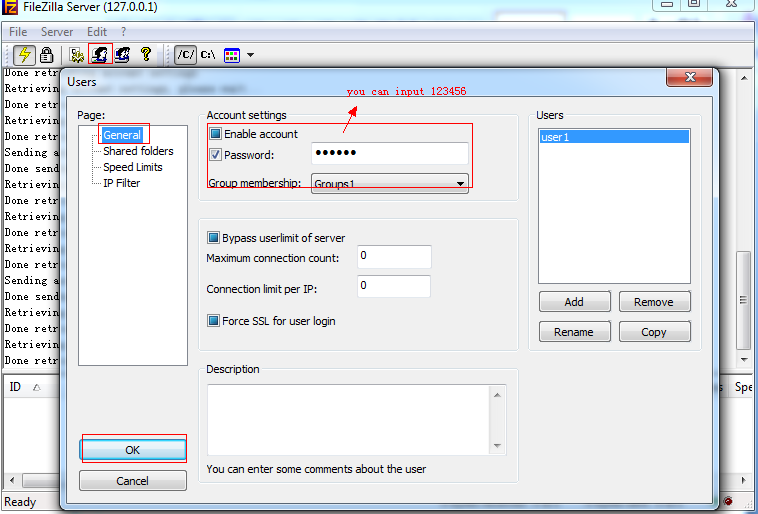 FileZilla Server (127.0.0.1)
File Server Edit ?
/C/ C:\
Users
you can input 123456
Page:
General
Shared folders
Speed Limits
IP Filter
Account settings
Enable account
Password:
Group membership: Groups1
Bypass userlimit of server
Maximum connection count: 0
Connection limit per IP: 0
Force SSL for user login
Description
You can enter some comments about the user
Users
user1
Add Remove
Rename Copy
OK
Cancel
Done retr
Retrievin
Done retr
Retrievin
Done retr
Sending a
Done send
Retrievin
Done retr
Retrievin
Done retr
Retrievin
Done retr
Sending a
Done send
Retrievin
Done retr
Retrievin
Done retr
ID
s Spe
Ready